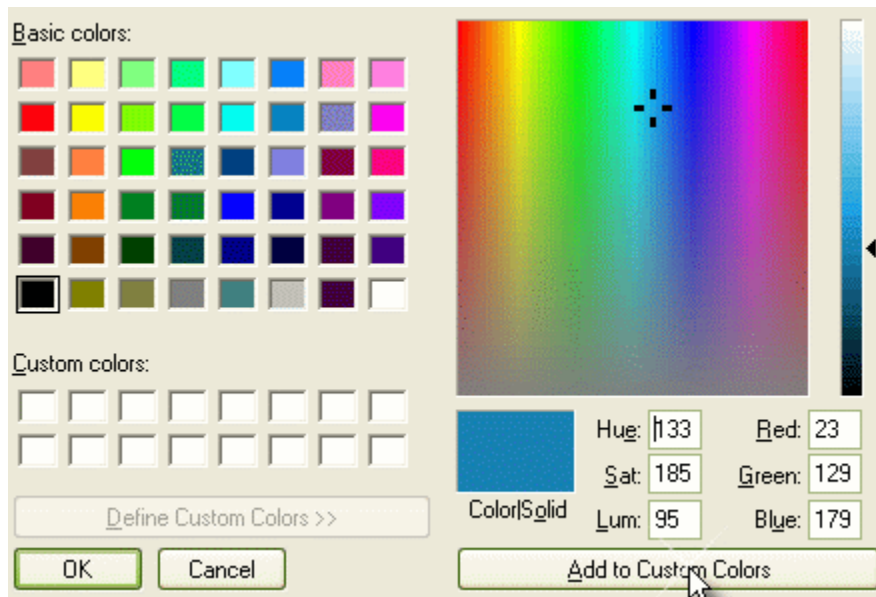 Basic colors:
Custom colors:
Define Custom Colors >>
OK Cancel
Color|Solid
Hue: 133 Red: 23
Sat: 185 Green: 129
Lum: 95 Blue: 179
Add to Custom Colors